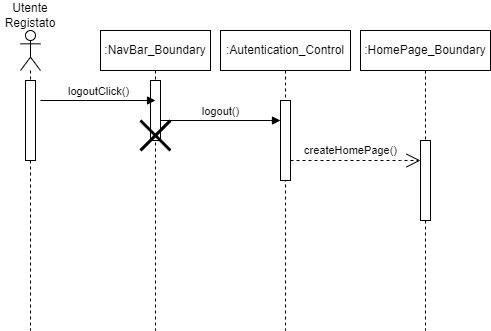 Utente
Registato
:NavBar_Boundary
:Autentication_Control
:HomePage_Boundary
logoutClick()
logout()
createHomePage()